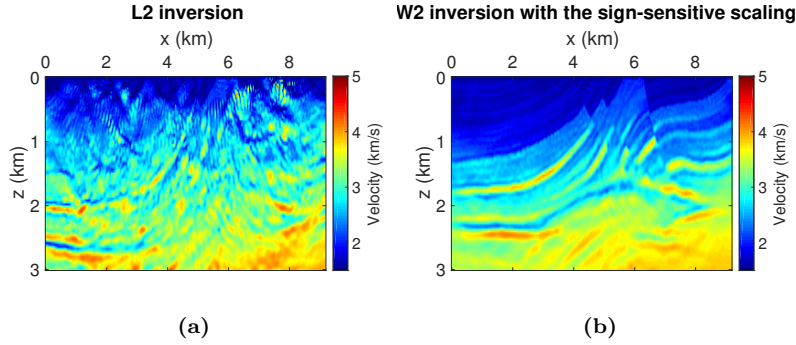 L2 inversion
x (km)
0 2 4 6 8
0
1
2
3
z (km)
5
4
3
2
Velocity (km/s)
(a)
W2 inversion with the sign-sensitive scaling
x (km)
0 2 4 6 8
0
1
2
3
z (km)
5
4
3
2
Velocity (km/s)
(b)